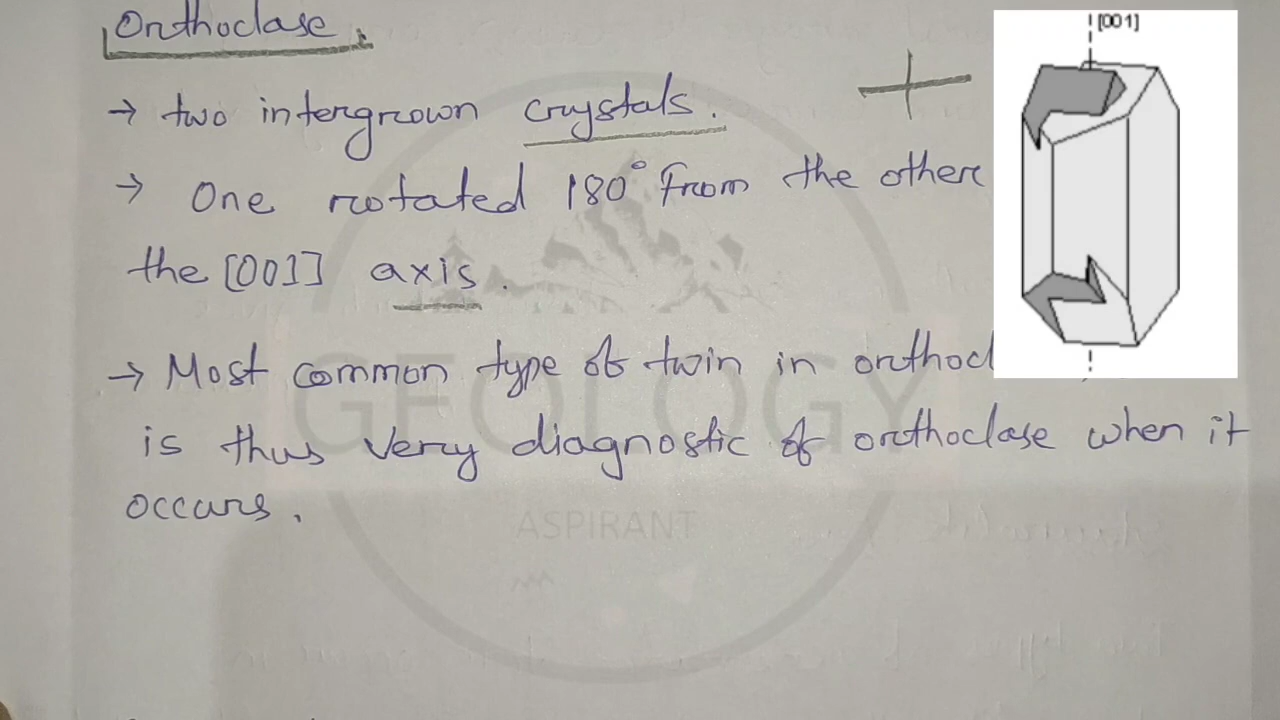 Orthoclase.
→ two intergrown crystals.
→ One rotated 180° from the other
the [001] axis.
→ Most common type of twin in orthocl
is thus very diagnostic of orthoclase when it
occurs.
[001]
GEOLOGY
ASPIRANT